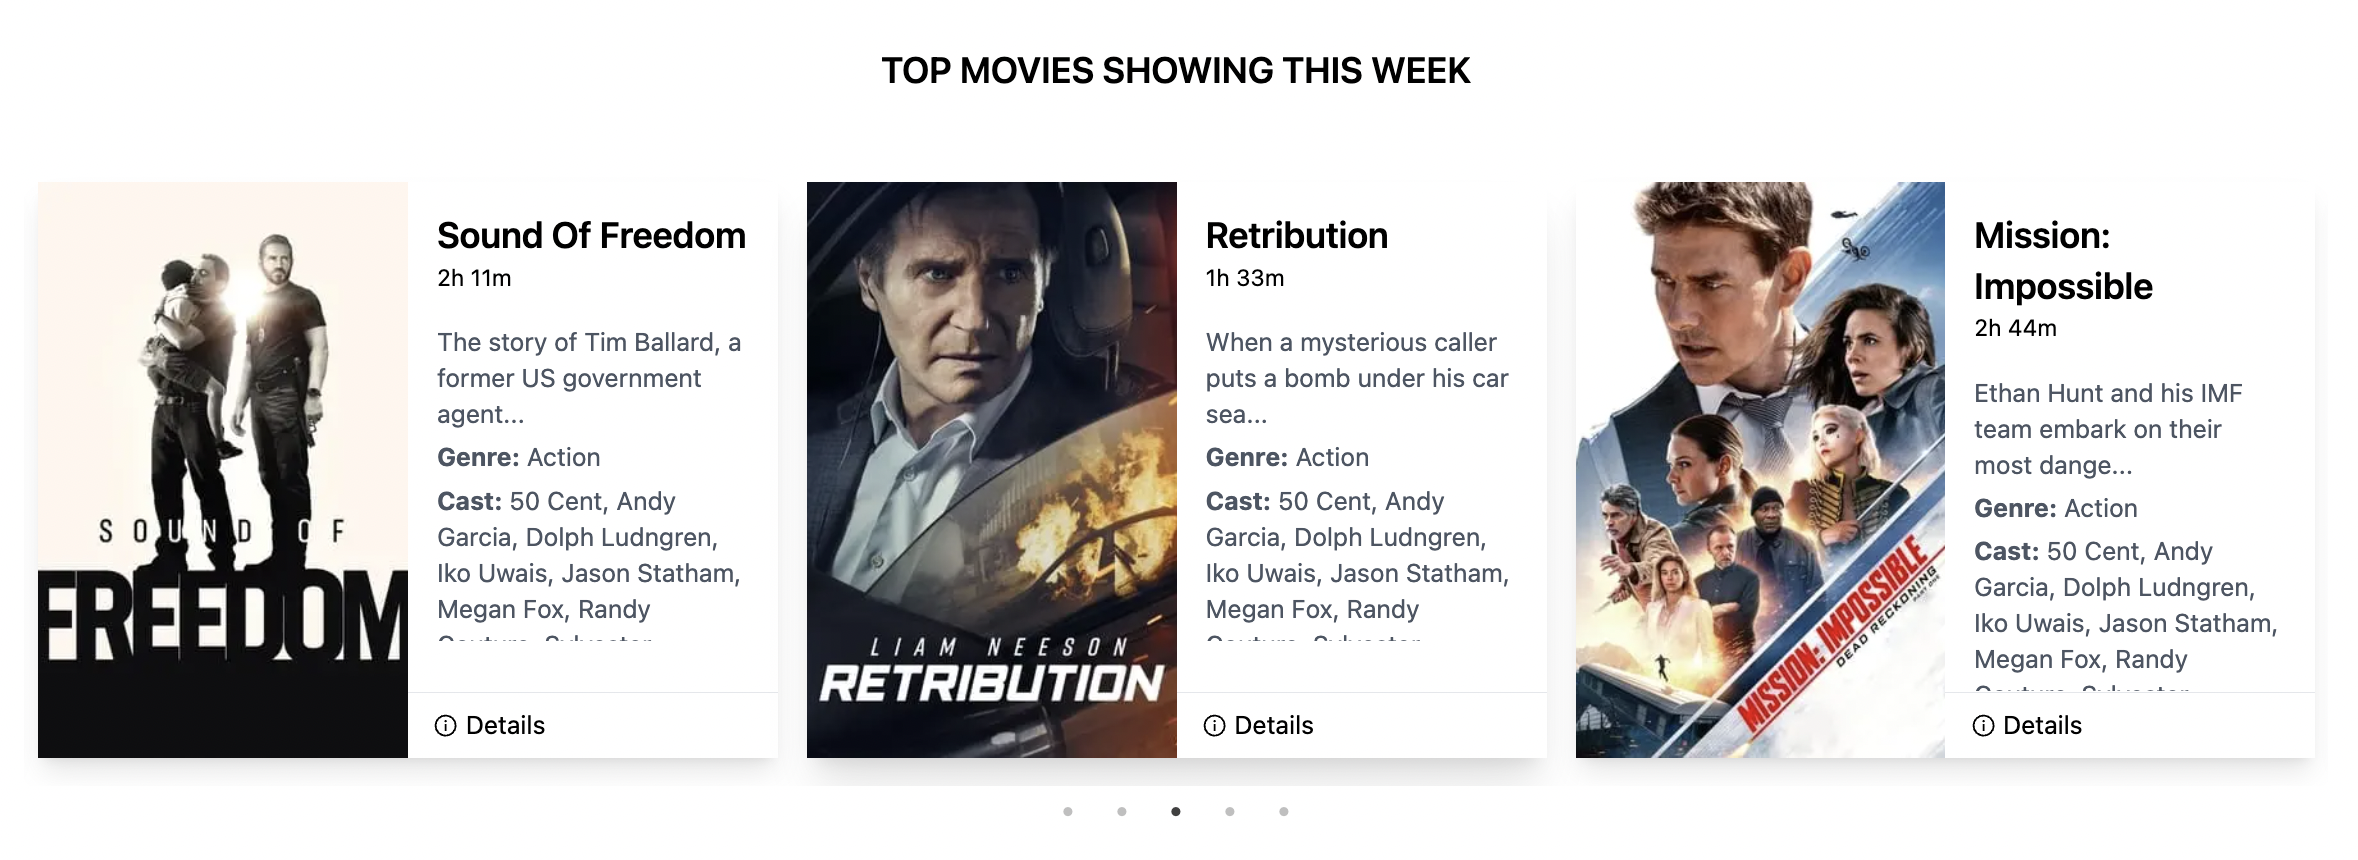 TOP MOVIES SHOWING THIS WEEK
SOUND OF
FREEDOM
Sound Of Freedom
2h 11m
The story of Tim Ballard, a
former US government
agent...
Genre: Action
Cast: 50 Cent, Andy
Garcia, Dolph Ludngren,
Iko Uwais, Jason Statham,
Megan Fox, Randy
Details
LIAM NEESON
RETRIBUTION
Retribution
1h 33m
When a mysterious caller
puts a bomb under his car
sea...
Genre: Action
Cast: 50 Cent, Andy
Garcia, Dolph Ludngren,
Iko Uwais, Jason Statham,
Megan Fox, Randy
Details
MISSION: IMPOSSIBLE
DEAD RECKONING
PART ONE
Mission:
Impossible
2h 44m
Ethan Hunt and his IMF
team embark on their
most dange...
Genre: Action
Cast: 50 Cent, Andy
Garcia, Dolph Ludngren,
Iko Uwais, Jason Statham,
Megan Fox, Randy
Details